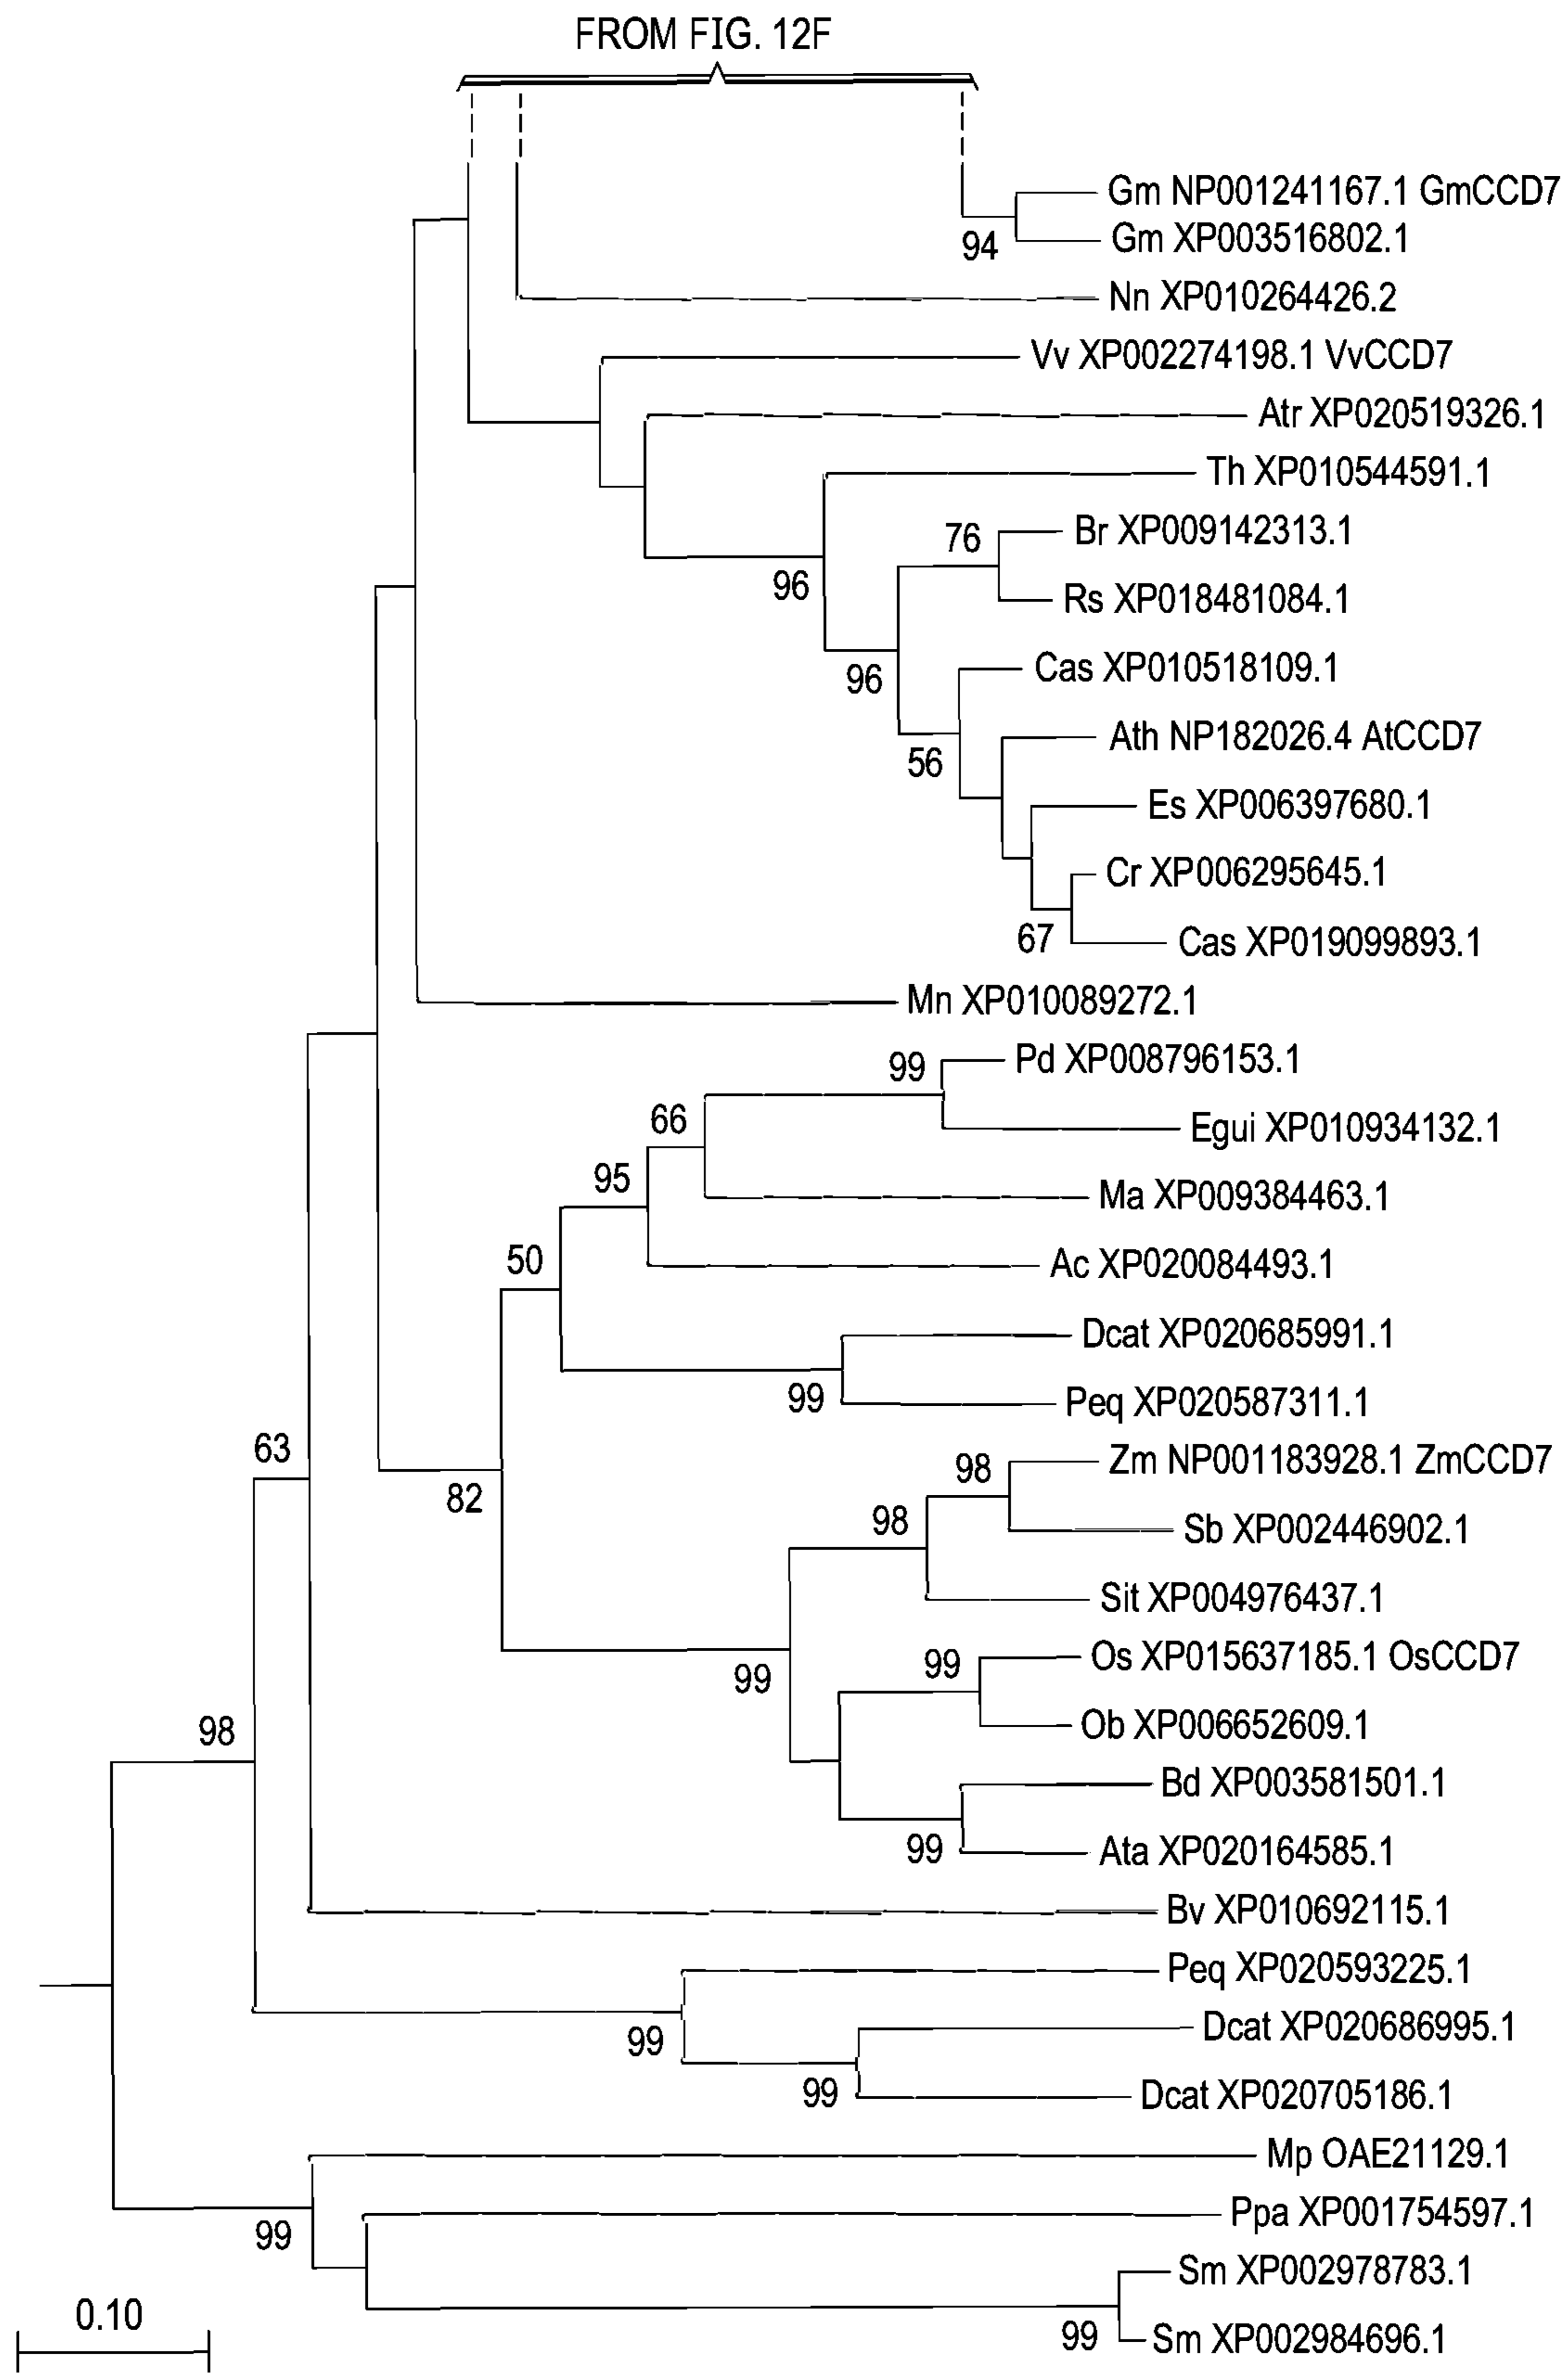 FROM FIG. 12F
Gm NP001241167.1 GmCCD7
Gm XP003516802.1
94
Nn XP010264426.2
Vv XP002274198.1 VvCCD7
Atr XP020519326.1
Th XP010544591.1
76
Br XP009142313.1
96
Rs XP018481084.1
Cas XP010518109.1
96
Ath NP182026.4 AtCCD7
56
Es XP006397680.1
Cr XP006295645.1
67
Cas XP019099893.1
Mn XP010089272.1
99
Pd XP008796153.1
66
Egui XP010934132.1
95
Ma XP009384463.1
50
Ac XP020084493.1
Dcat XP020685991.1
99
Peq XP020587311.1
63
98
Zm NP001183928.1 ZmCCD7
82
98
Sb XP002446902.1
Sit XP004976437.1
99
99
Os XP015637185.1 OsCCD7
98
Ob XP006652609.1
Bd XP003581501.1
99
Ata XP020164585.1
Bv XP010692115.1
Peq XP020593225.1
99
Dcat XP020686995.1
99
Dcat XP020705186.1
Mp OAE21129.1
99
Ppa XP001754597.1
Sm XP002978783.1
0.10
99
Sm XP002984696.1